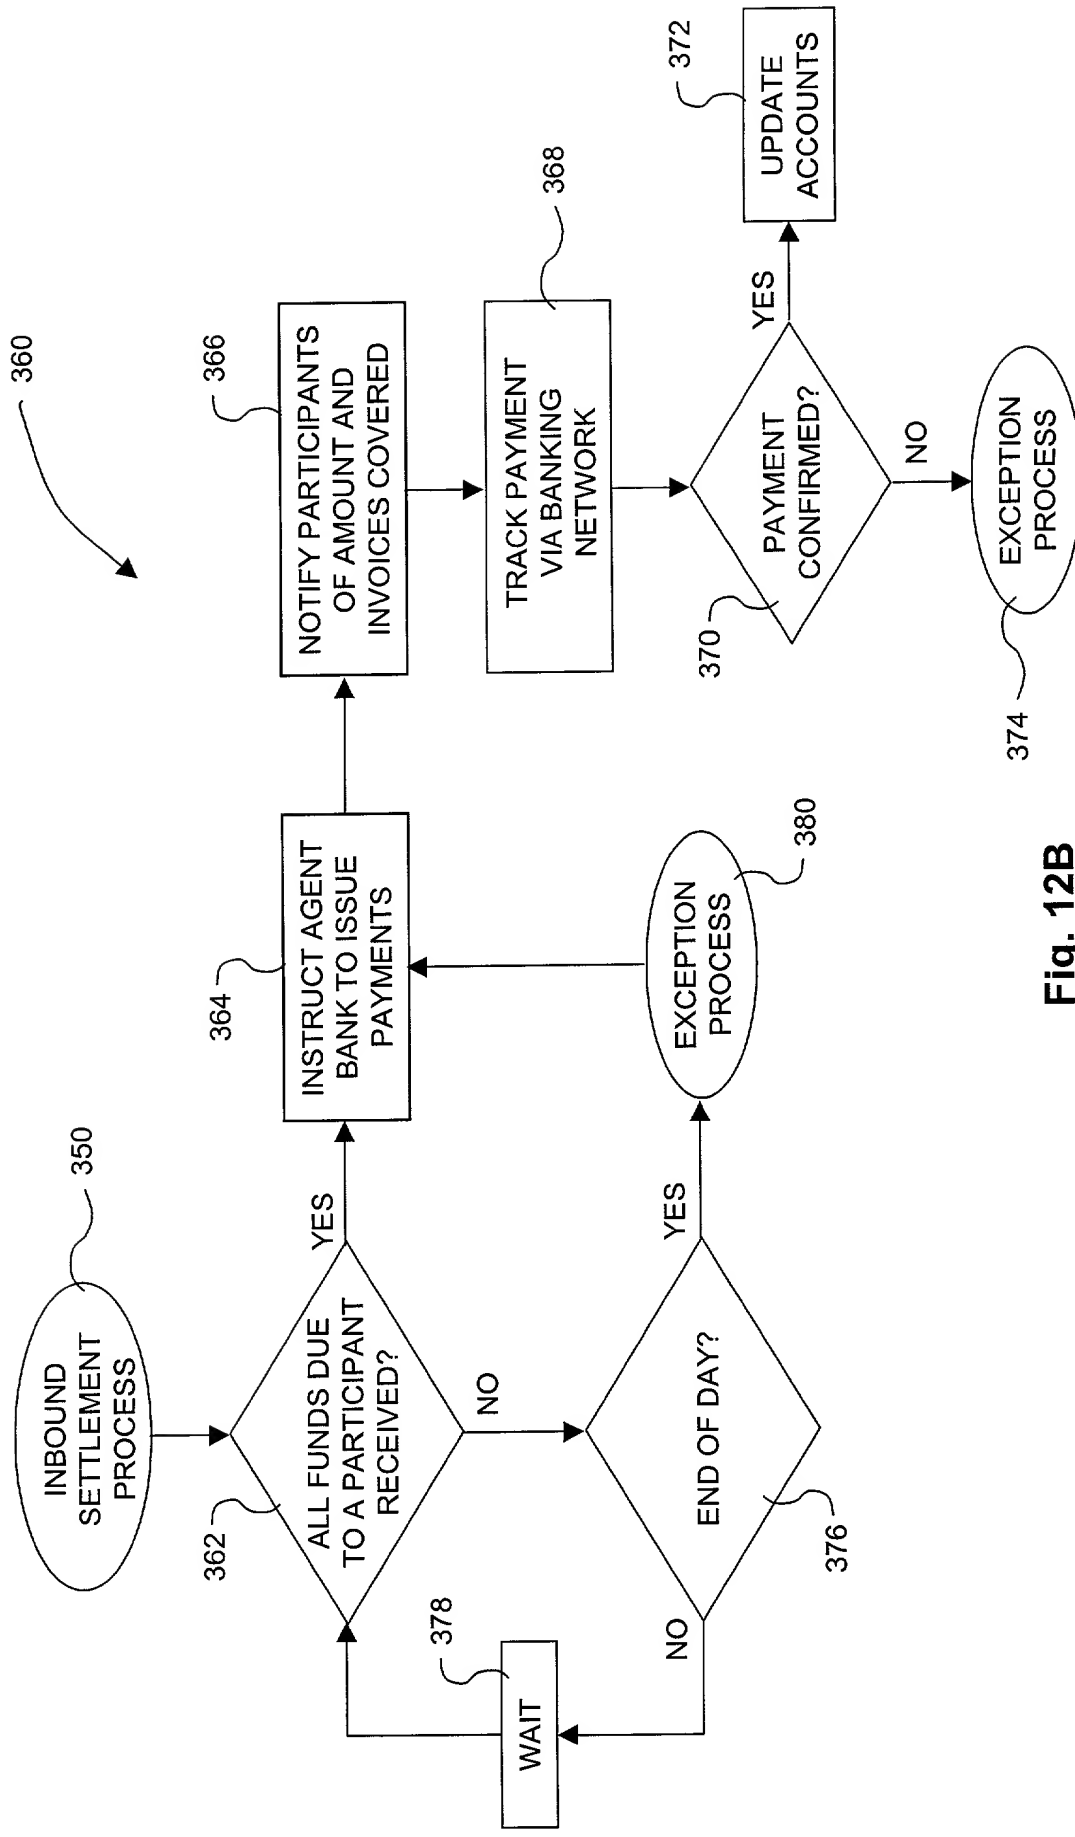 360
INBOUND
SETTLEMENT
PROCESS
350
362
ALL FUNDS DUE
TO A PARTICIPANT
RECEIVED?
YES
NO
364
INSTRUCT AGENT
BANK TO ISSUE
PAYMENTS
366
NOTIFY PARTICIPANTS
OF AMOUNT AND
INVOICES COVERED
368
TRACK PAYMENT
VIA BANKING
NETWORK
370
PAYMENT
CONFIRMED?
YES
NO
372
UPDATE
ACCOUNTS
374
EXCEPTION
PROCESS
376
END OF DAY?
YES
NO
378
WAIT
380
EXCEPTION
PROCESS
Fig. 12B